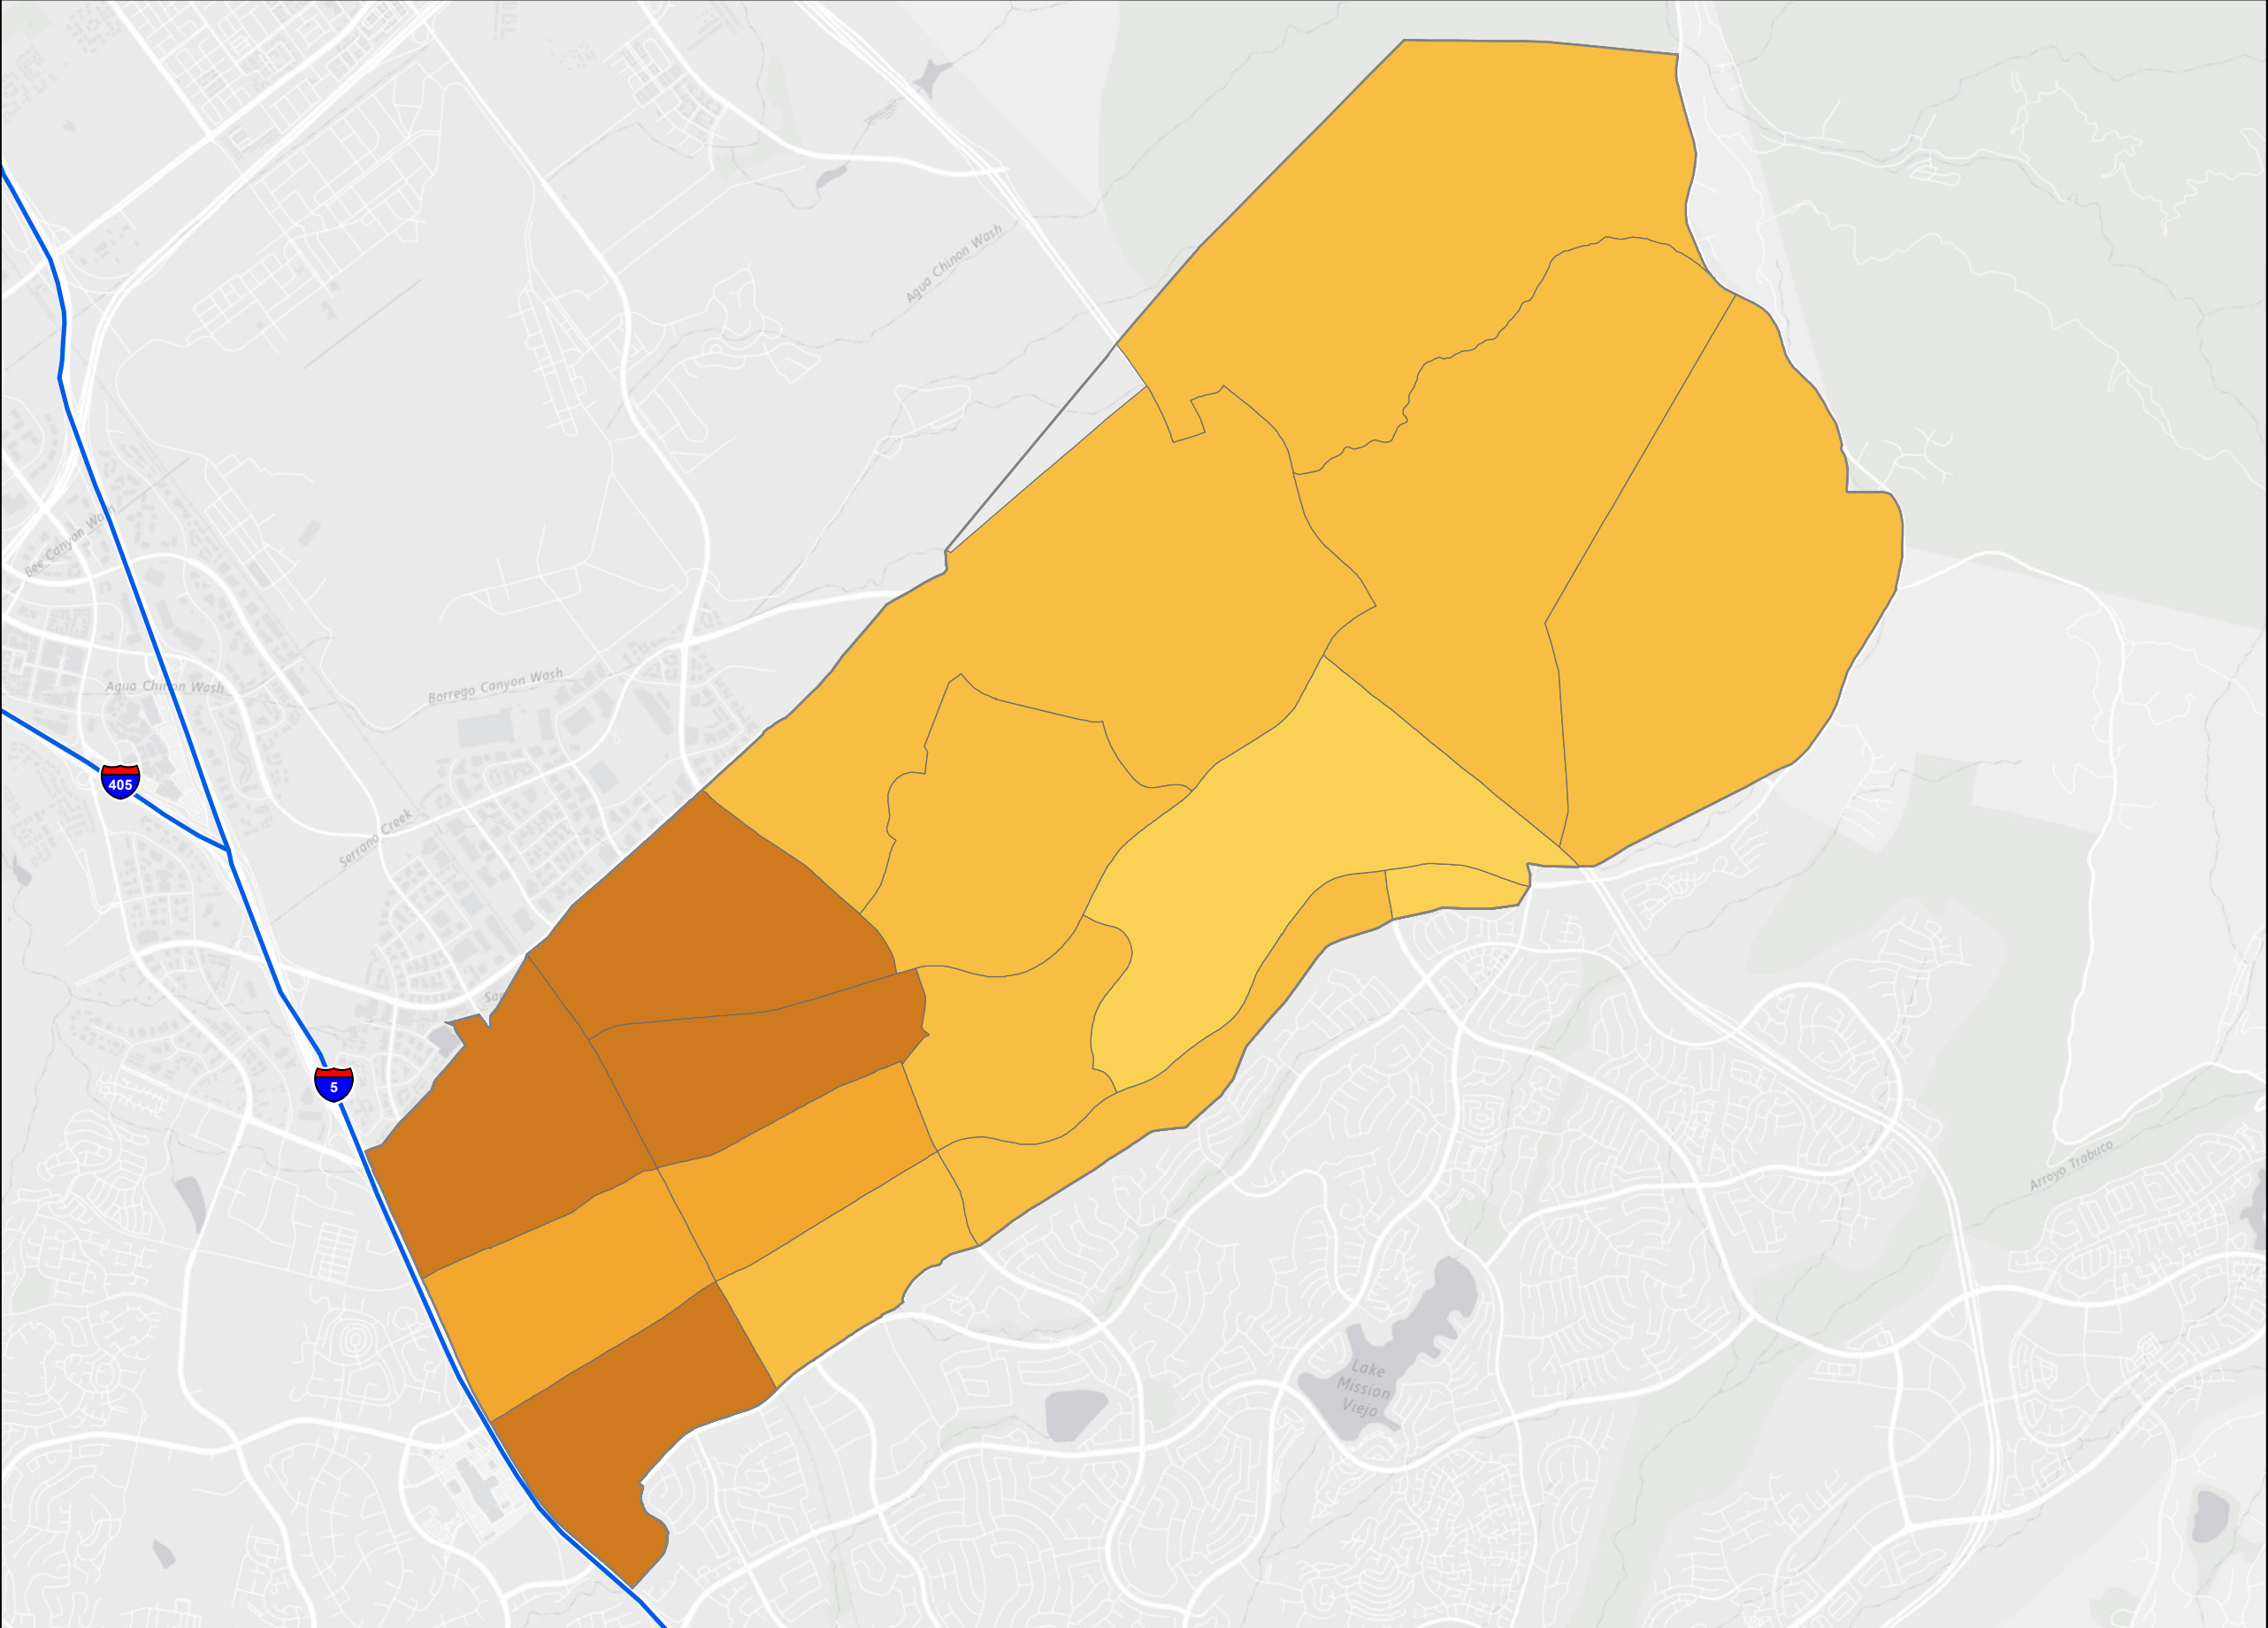 Agua Chinon Wash
Bee Canyon Wash
Agua Chinon Wash
Borrego Canyon Wash
405
Serrano Creek
5
Arroyo Trabuco
Lake
Mission
Viejo